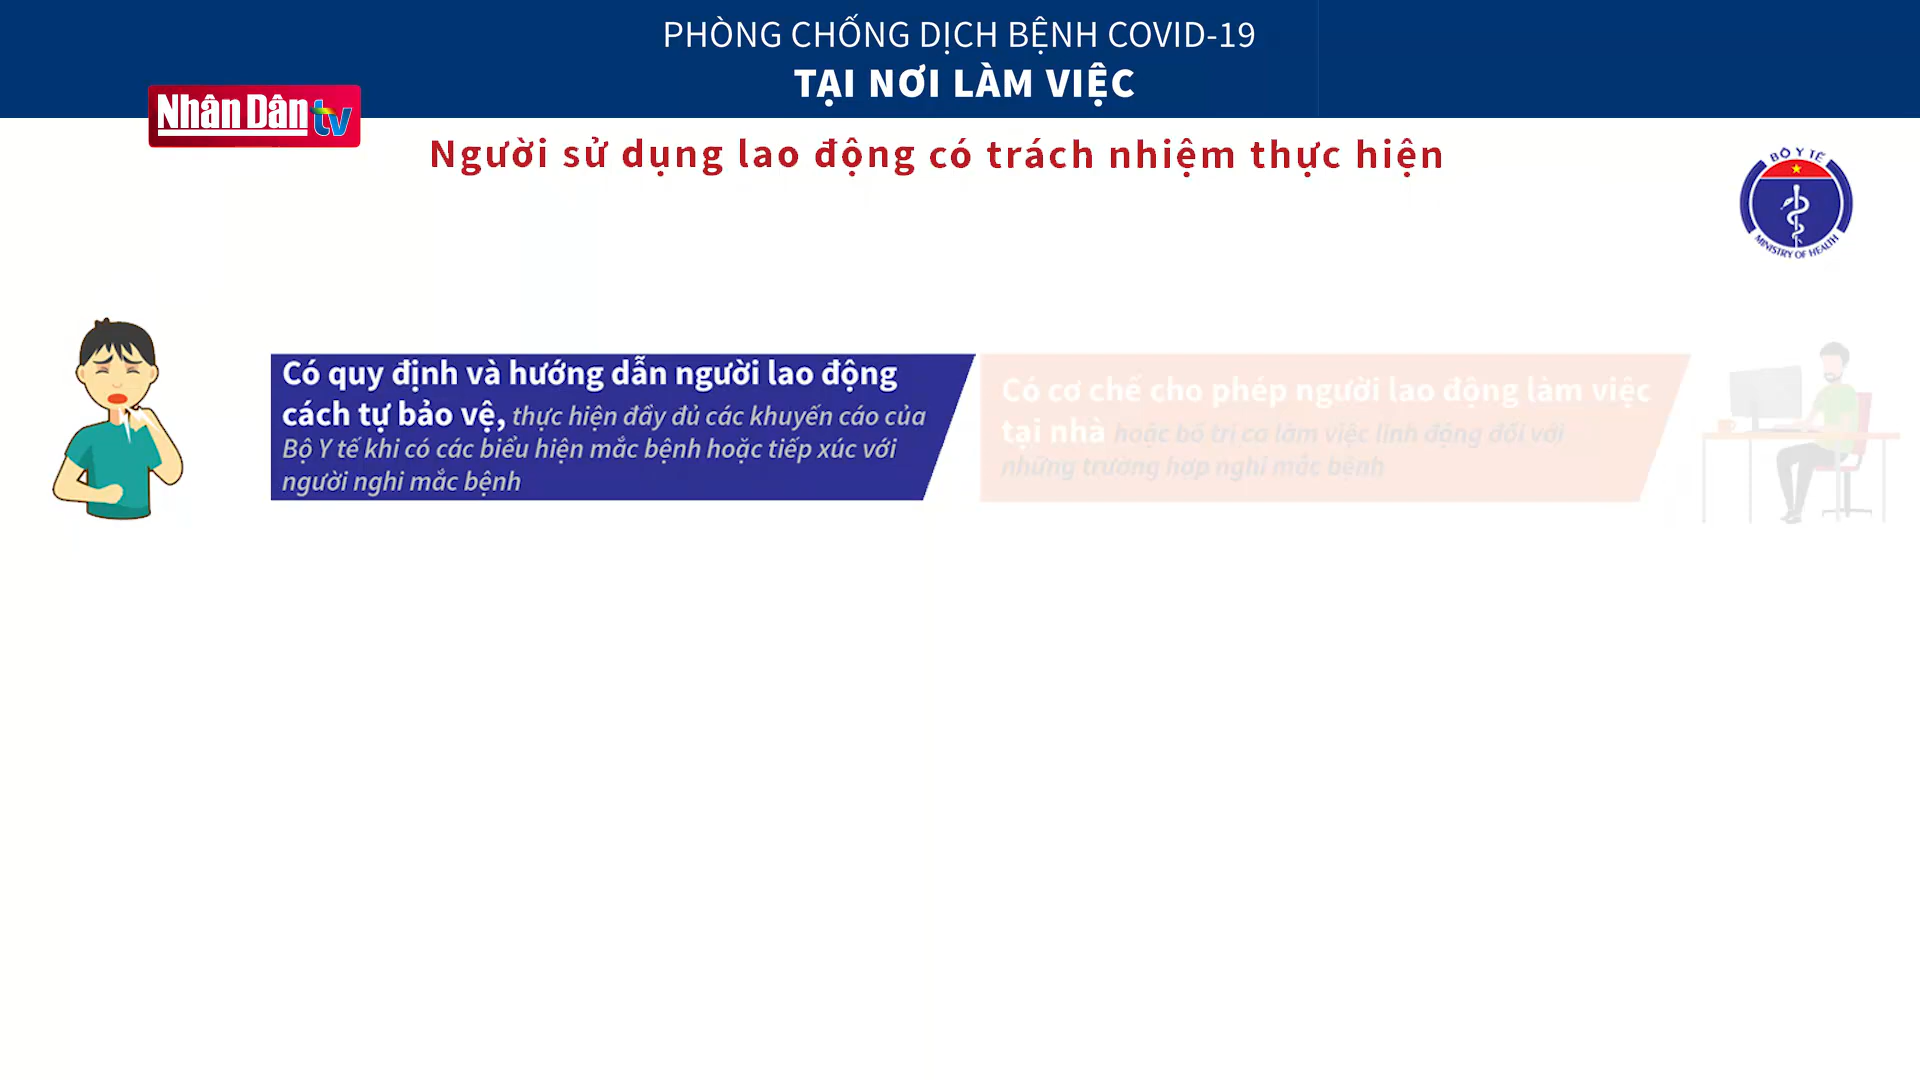 PHÒNG CHỐNG DỊCH BỆNH COVID-19
TẠI NƠI LÀM VIỆC
Nhân Dân tv
Người sử dụng lao động có trách nhiệm thực hiện
BỘ Y TẾ
MINISTRY OF HEALTH
Có quy định và hướng dẫn người lao động
cách tự bảo vệ, thực hiện đầy đủ các khuyến cáo của
Bộ Y tế khi có các biểu hiện mắc bệnh hoặc tiếp xúc với
người nghi mắc bệnh
Có cơ chế cho phép người lao động làm việc
tại nhà hoặc bố trí ca làm việc linh động đối với
những trường hợp nghi mắc bệnh